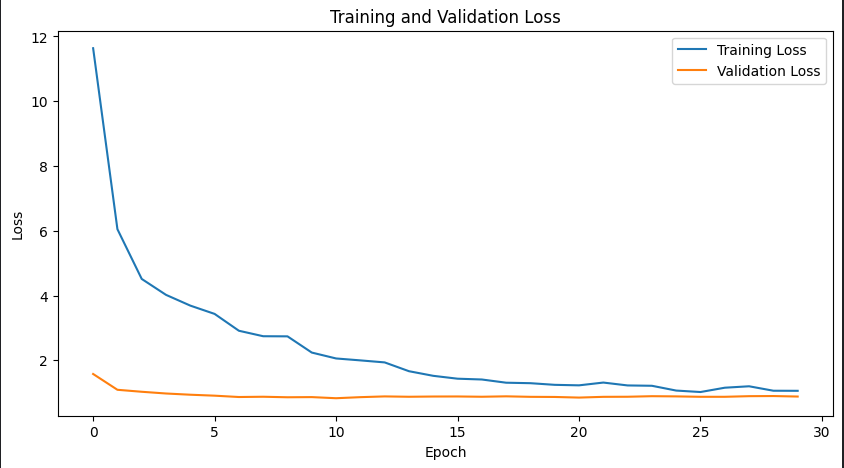 Training and Validation Loss
12
10
8
6
4
2
Loss
Training Loss
Validation Loss
0 5 10 15 20 25 30
Epoch